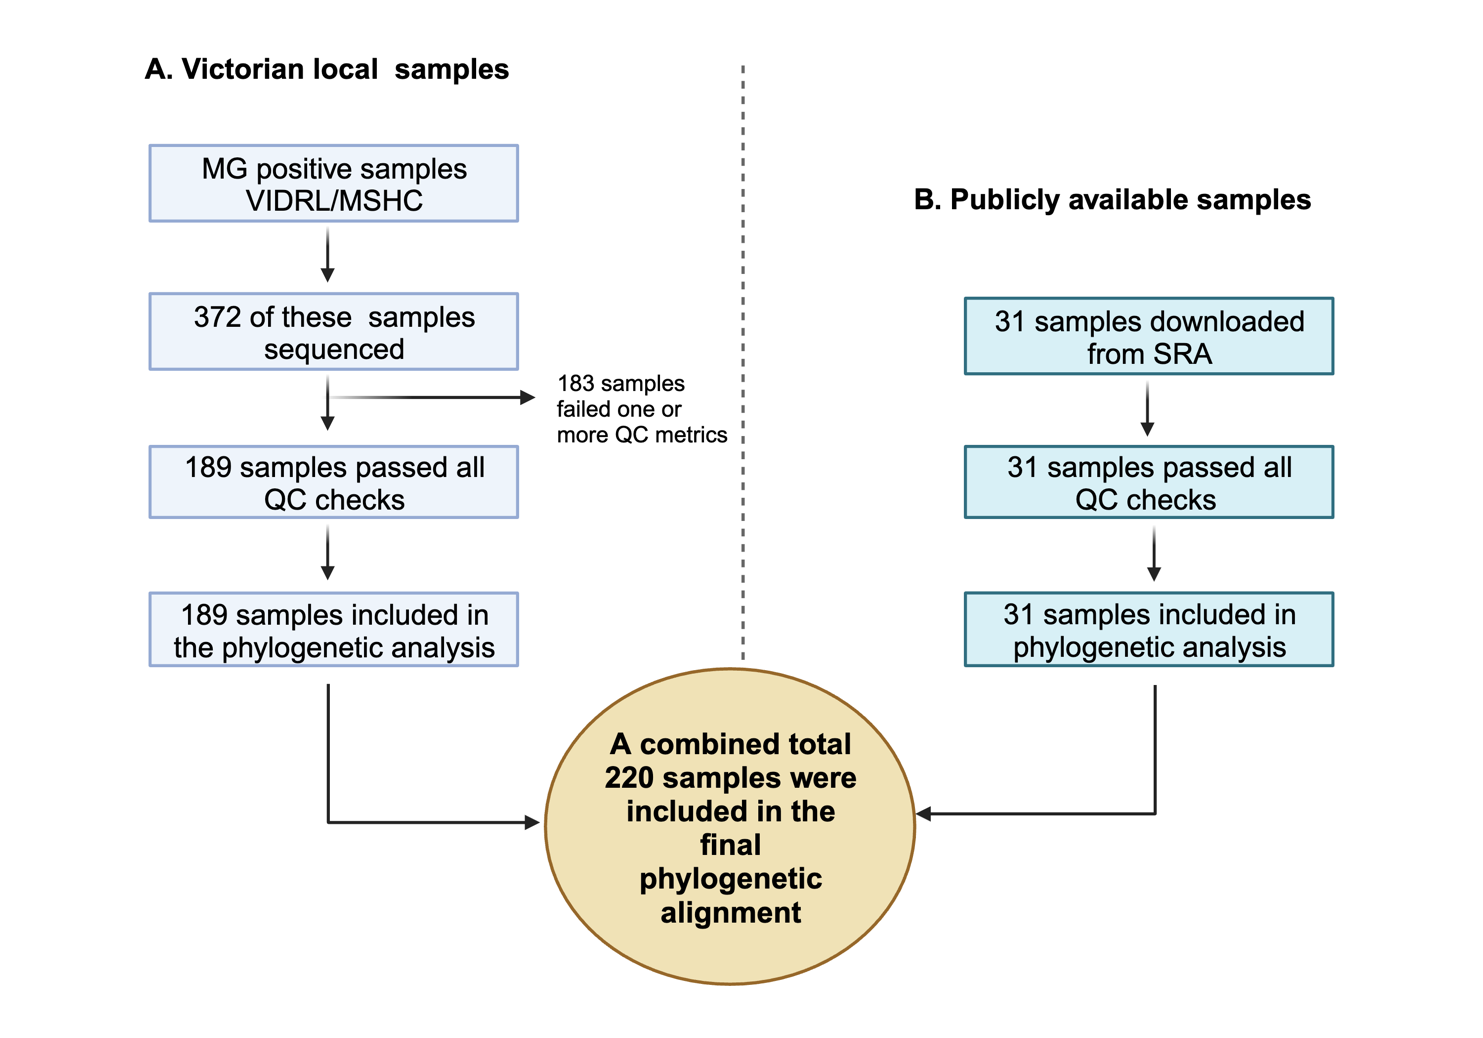 A. Victorian local  samples
MG positive samples
VIDRL/MSHC
372 of these  samples
sequenced
183 samples
failed one or
more QC metrics
189 samples passed all
QC checks
189 samples included in
the phylogenetic analysis
B. Publicly available samples
31 samples downloaded
from SRA
31 samples passed all
QC checks
31 samples included in
phylogenetic analysis
A combined total
220 samples were
included in the
final
phylogenetic
alignment